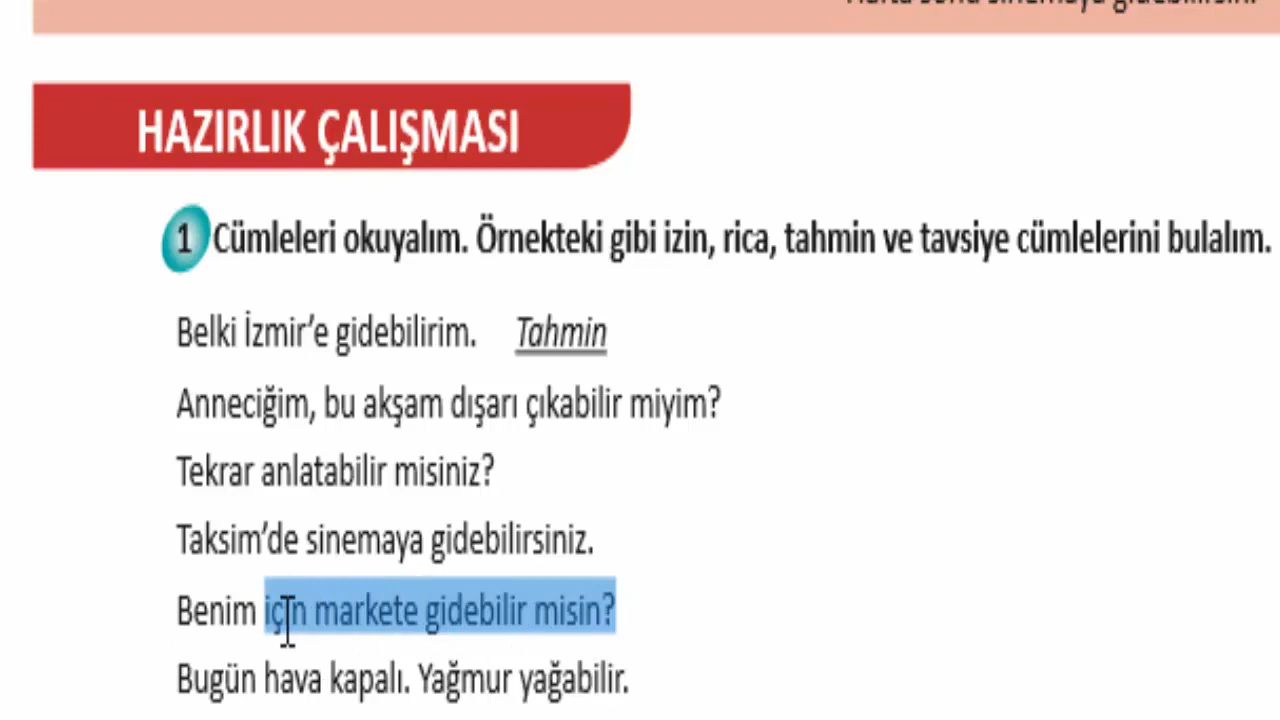 sinemaya gidebilirsin.
HAZIRLIK ÇALIŞMASI
1 Cümleleri okuyalım. Örnekteki gibi izin, rica, tahmin ve tavsiye cümlelerini bulalım.
Belki İzmir’e gidebilirim. Tahmin
Anneciğim, bu akşam dışarı çıkabilir miyim?
Tekrar anlatabilir misiniz?
Taksim’de sinemaya gidebilirsiniz.
Benim için markete gidebilir misin?
Bugün hava kapalı. Yağmur yağabilir.